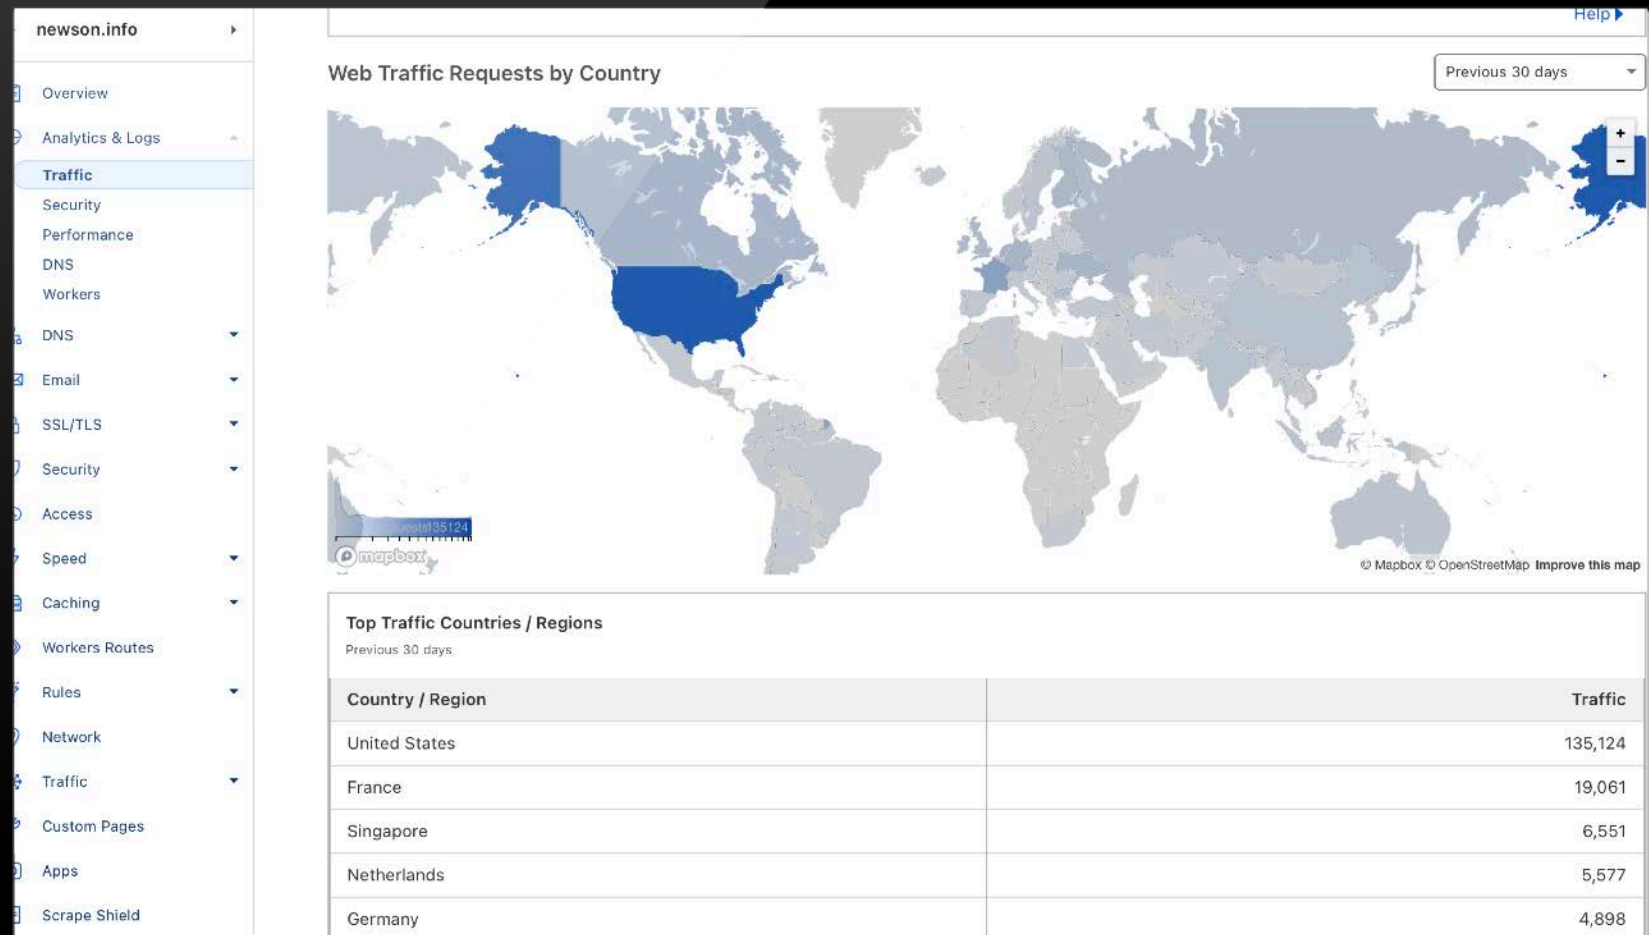 newson.info
Overview
Analytics & Logs
Traffic
Security
Performance
DNS
Workers
DNS
Email
SSL/TLS
Security
Access
Speed
Caching
Workers Routes
Rules
Network
Traffic
Custom Pages
Apps
Scrape Shield
Help
Web Traffic Requests by Country
Previous 30 days
+
−
135124
mapbox
© Mapbox © OpenStreetMap Improve this map
Top Traffic Countries / Regions
Previous 30 days
Country / Region Traffic
United States 135,124
France 19,061
Singapore 6,551
Netherlands 5,577
Germany 4,898